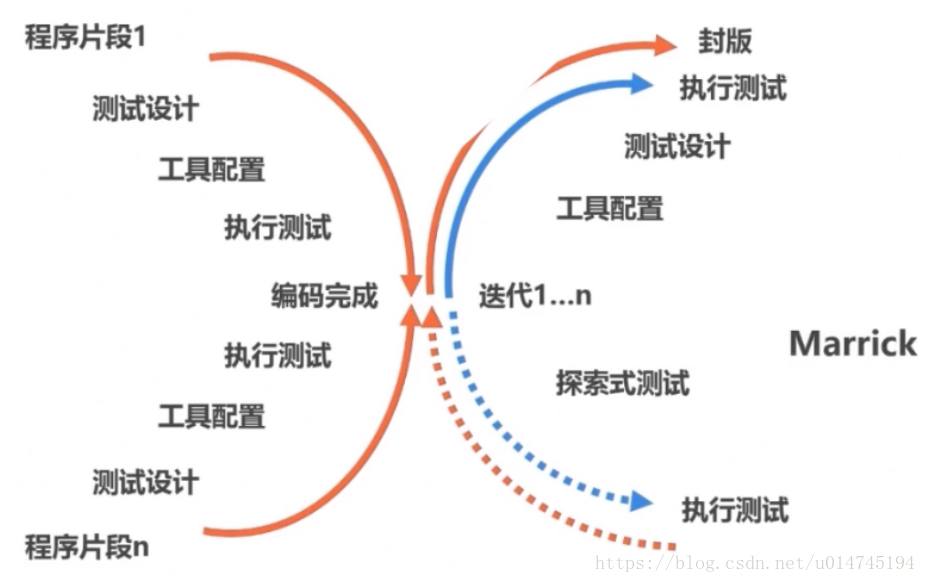 程序片段1
测试设计
工具配置
执行测试
编码完成
执行测试
工具配置
测试设计
程序片段n
封版
执行测试
测试设计
工具配置
迭代1...n
探索式测试
执行测试
Marrick
https://blog.csdn.net/u014745194